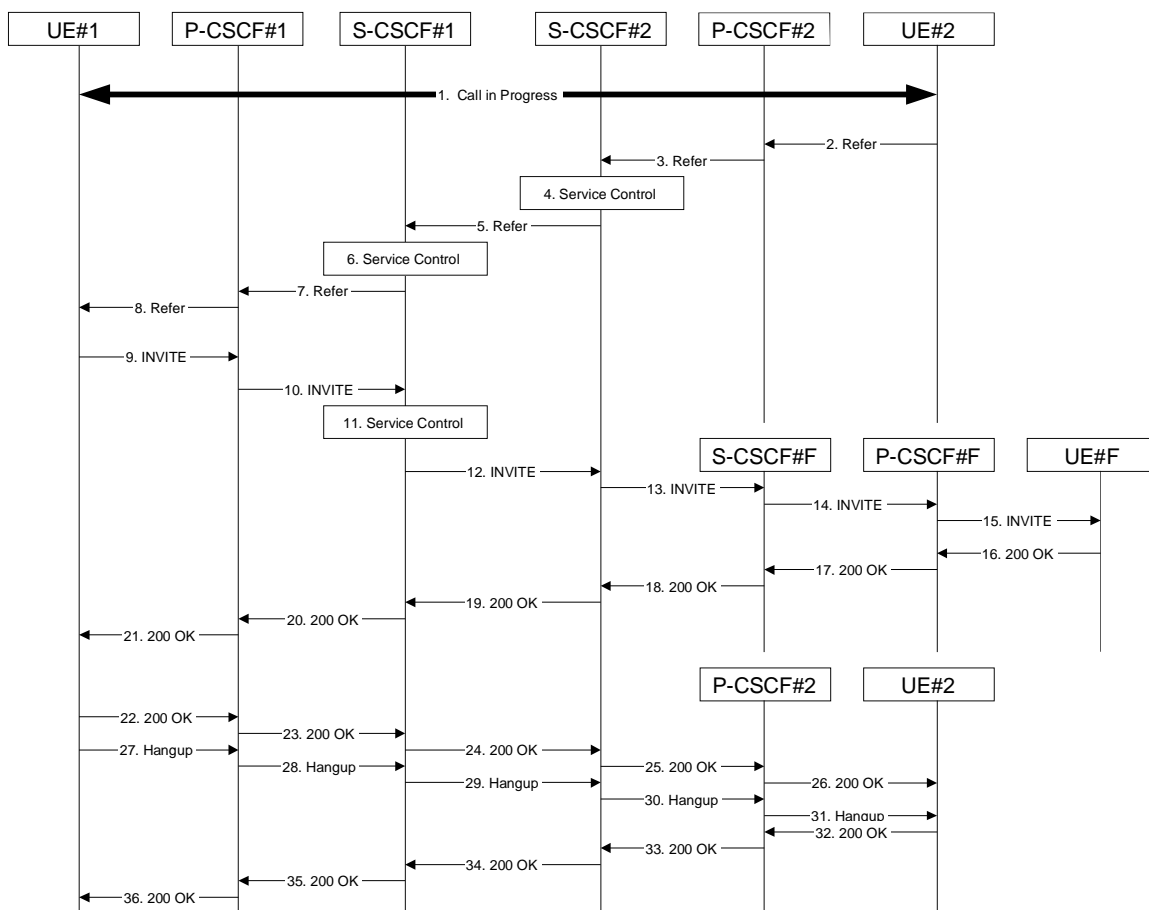 UE#1
P-CSCF#1
S-CSCF#1
S-CSCF#2
P-CSCF#2
UE#2
1. Call in Progress
2. Refer
3. Refer
4. Service Control
5. Refer
6. Service Control
7. Refer
8. Refer
9. INVITE
10. INVITE
11. Service Control
S-CSCF#F
P-CSCF#F
UE#F
12. INVITE
13. INVITE
14. INVITE
15. INVITE
16. 200 OK
17. 200 OK
18. 200 OK
19. 200 OK
20. 200 OK
21. 200 OK
P-CSCF#2
UE#2
22. 200 OK
23. 200 OK
27. Hangup
24. 200 OK
28. Hangup
25. 200 OK
29. Hangup
26. 200 OK
30. Hangup
31. Hangup
32. 200 OK
33. 200 OK
34. 200 OK
35. 200 OK
36. 200 OK